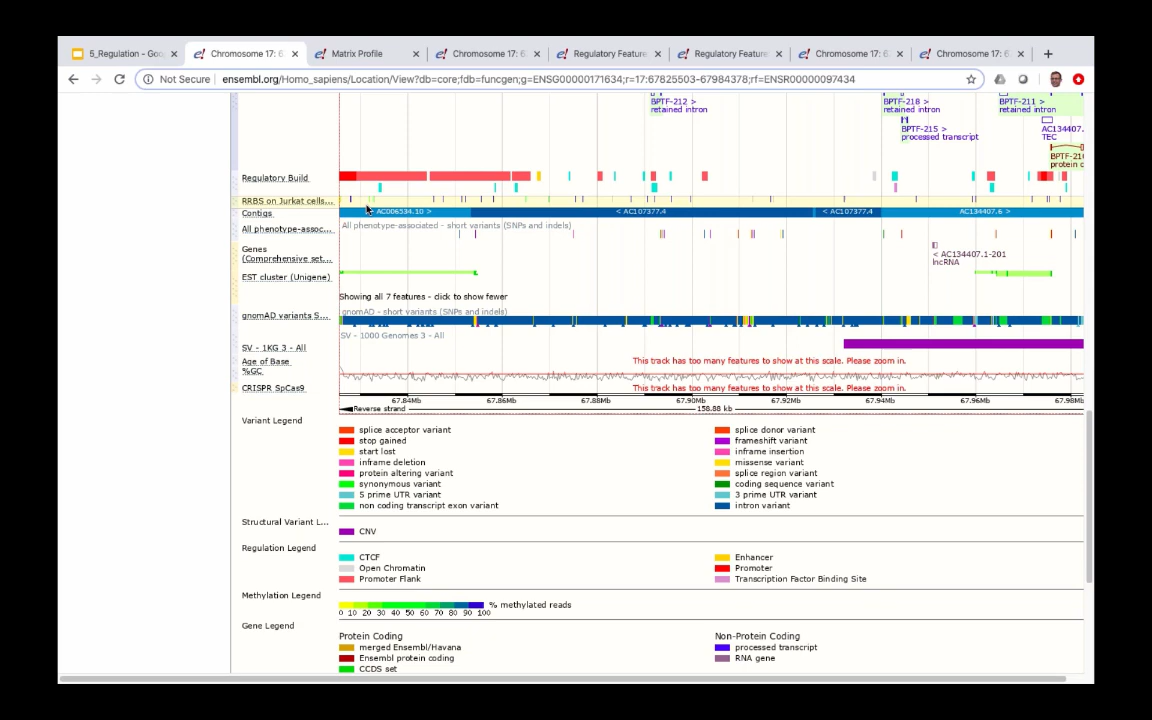 5_Regulation - Goo
Chromosome 17: 6
Matrix Profile
Chromosome 17: 6
Regulatory Feature
Regulatory Feature
Chromosome 17: 6
Chromosome 17: 6
Not Secure | ensembl.org/Homo_sapiens/Location/View?db=core;fdb=funcgen;g=ENSG00000171634;r=17:67825503-67984378;rf=ENSR00000097434
BPTF-212 > BPTF-218 > BPTF-211 >
retained intron retained intron retained intron
BPTF-215 > AC134407.
processed transcript TEC
BPTF-210
protein c
Regulatory Build
RRBS on Jurkat cells...
Contigs AC006534.10 > < AC107377.4 < AC107377.4 AC134407.6 >
All phenotype-assoc... All phenotype-associated - short variants (SNPs and indels)
Genes
(Comprehensive set... < AC134407.1-201
lncRNA
EST cluster (Unigene)
Showing all 7 features - click to show fewer
gnomAD variants S... gnomAD - short variants (SNPs and indels)
SV - 1000 Genomes 3 - All
SV - 1KG 3 - All
Age of Base This track has too many features to show at this scale. Please zoom in.
%GC
CRISPR SpCas9 This track has too many features to show at this scale. Please zoom in.
67.84Mb 67.86Mb 67.88Mb 67.90Mb 67.92Mb 67.94Mb 67.96Mb 67.98Mb
Reverse strand 158.88 kb
Variant Legend
splice acceptor variant splice donor variant
stop gained frameshift variant
start lost inframe insertion
inframe deletion missense variant
protein altering variant splice region variant
synonymous variant coding sequence variant
5 prime UTR variant 3 prime UTR variant
non coding transcript exon variant intron variant
Structural Variant L...
CNV
Regulation Legend
CTCF Enhancer
Open Chromatin Promoter
Promoter Flank Transcription Factor Binding Site
Methylation Legend
% methylated reads
0 10 20 30 40 50 60 70 80 90 100
Gene Legend
Protein Coding Non-Protein Coding
merged Ensembl/Havana processed transcript
Ensembl protein coding RNA gene
CCDS set